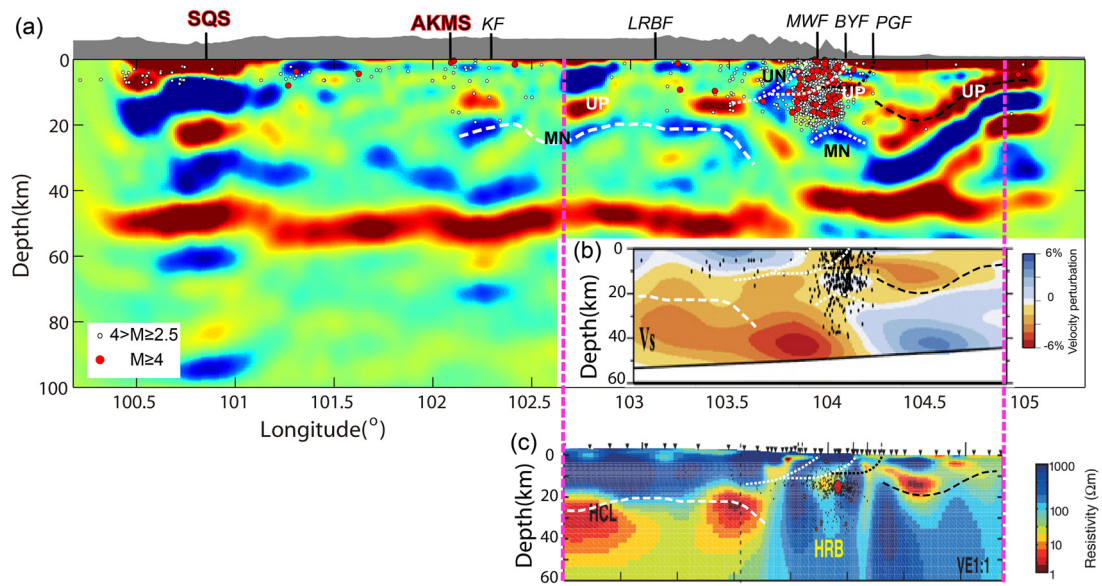 (a)
SQS AKMS KF LRBF MWF BYF PGF
0
20
40
60
80
100
Depth(km)
UN
UP
UP
UP
MN
MN
4>M≥2.5
M≥4
100.5 101 101.5 102 102.5 103 103.5 104 104.5 105
Longitude(°)
(b)
0
20
40
60
Depth(km)
Vs
6%
0
-6%
Velocity perturbation
(c)
0
20
40
60
Depth(km)
HCL
HRB
VE1:1
1000
100
10
1
Resistivity (Ωm)